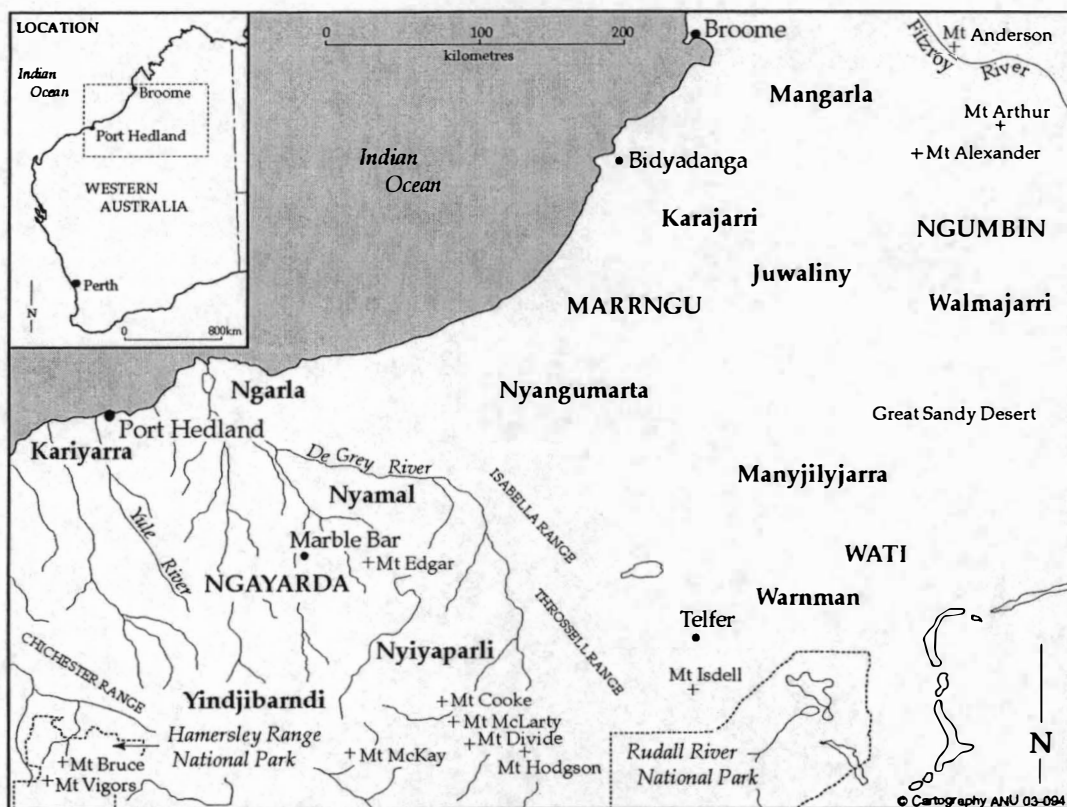 LOCATION
Indian
Ocean
Broome
Port Hedland
WESTERN
AUSTRALIA
Perth
N
0 800km
0 100 200
kilometres
Broome
Fitzroy
River
Mt Anderson
Mangarla
Mt Arthur
Mt Alexander
Indian
Ocean
Bidyadanga
Karajarri
NGUMBIN
Juwaliny
Walmajarri
MARRNGU
Ngarla
Nyangumarta
Great Sandy Desert
Port Hedland
Kariyarra
De Grey River
Nyamal
ISABELLA RANGE
Manyjilyjarra
Yule
River
Marble Bar
Mt Edgar
NGAYARDA
WATI
Warnman
THROSSELL RANGE
Telfer
Nyiyaparli
CHICHESTER RANGE
Mt Isdell
Yindjibarndi
Mt Cooke
Mt McLarty
Mt Divide
Mt Hodgson
Mt McKay
Hamersley Range
National Park
Mt Bruce
Mt Vigors
Rudall River
National Park
N
© Cartography ANU 03-094